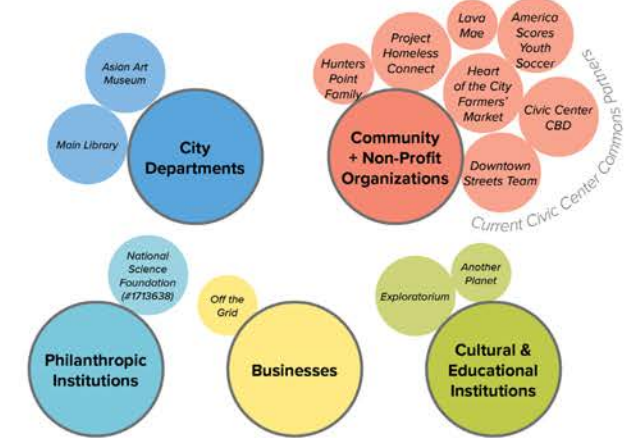 Asian Art
Museum
Main Library
City
Departments
Hunters
Point
Family
Project
Homeless
Connect
Lava
Mae
America
Scores
Youth
Soccer
Heart
of the City
Farmers'
Market
Civic Center
CBD
Downtown
Streets Team
Community
+ Non-Profit
Organizations
Current Civic Center Commons Partners
National
Science
Foundation
(#1713638)
Philanthropic
Institutions
Off the
Grid
Businesses
Exploratorium
Another
Planet
Cultural &
Educational
Institutions